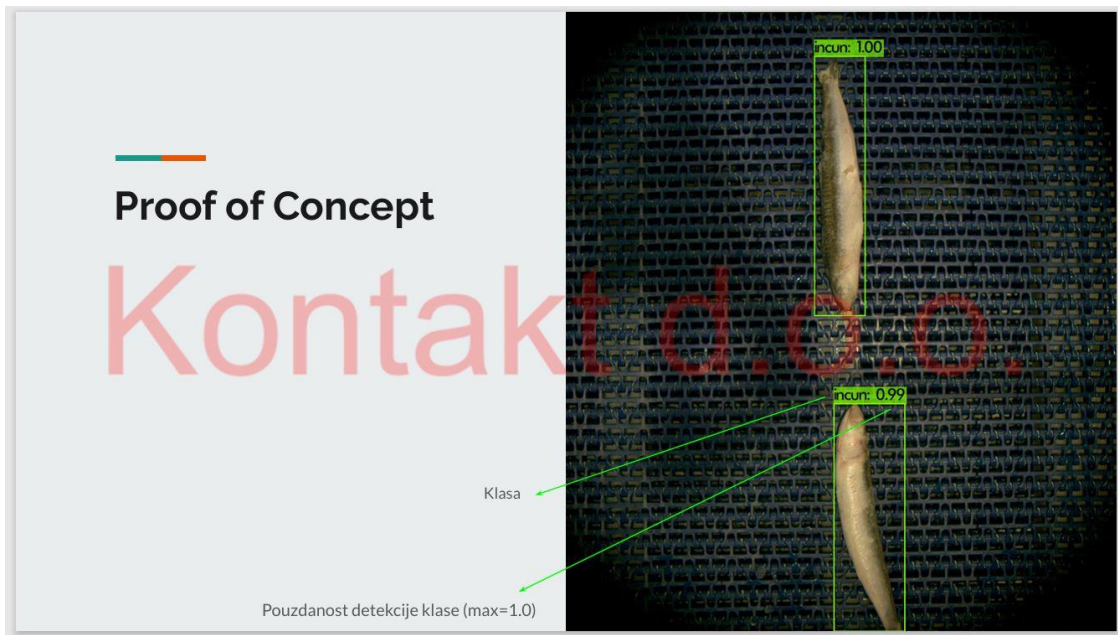 Proof of Concept
Kontakt d.o.o.
incun: 1.00
incun: 0.99
Klasa
Pouzdanost detekcije klase (max=1.0)